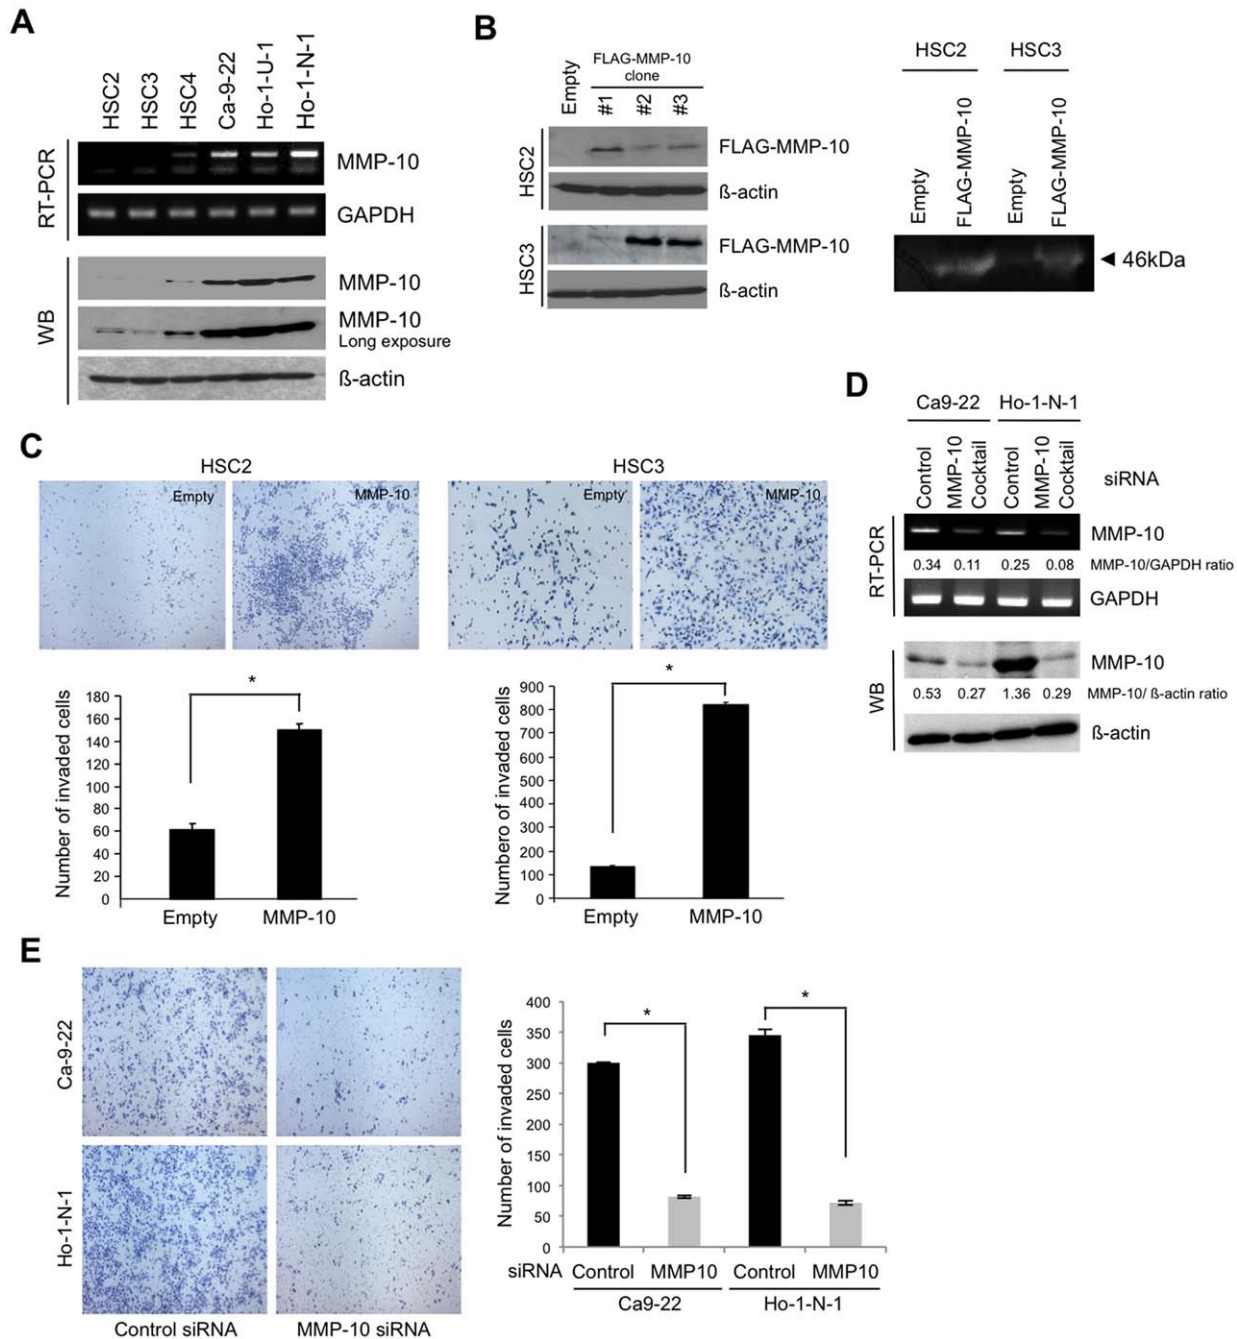 A
HSC2
HSC3
HSC4
Ca-9-22
Ho-1-U-1
Ho-1-N-1
RT-PCR
MMP-10
GAPDH
WB
MMP-10
MMP-10
Long exposure
ß-actin
B
Empty
FLAG-MMP-10
clone
#1
#2
#3
HSC2
FLAG-MMP-10
ß-actin
HSC3
FLAG-MMP-10
ß-actin
HSC2
HSC3
Empty
FLAG-MMP-10
Empty
FLAG-MMP-10
46kDa
C
HSC2
Empty
MMP-10
HSC3
Empty
MMP-10
*
Number of invaded cells
180
160
140
120
100
80
60
40
20
0
Empty
MMP-10
*
Numbero of invaded cells
900
800
700
600
500
400
300
200
100
0
Empty
MMP-10
D
Ca9-22
Ho-1-N-1
Control
MMP-10
Cocktail
Control
MMP-10
Cocktail
siRNA
RT-PCR
MMP-10
0.34 0.11 0.25 0.08 MMP-10/GAPDH ratio
GAPDH
WB
MMP-10
0.53 0.27 1.36 0.29 MMP-10/ ß-actin ratio
ß-actin
E
Ca-9-22
Ho-1-N-1
Control siRNA
MMP-10 siRNA
Number of invaded cells
400
350
300
250
200
150
100
50
0
*
*
siRNA Control MMP10 Control MMP10
Ca9-22
Ho-1-N-1